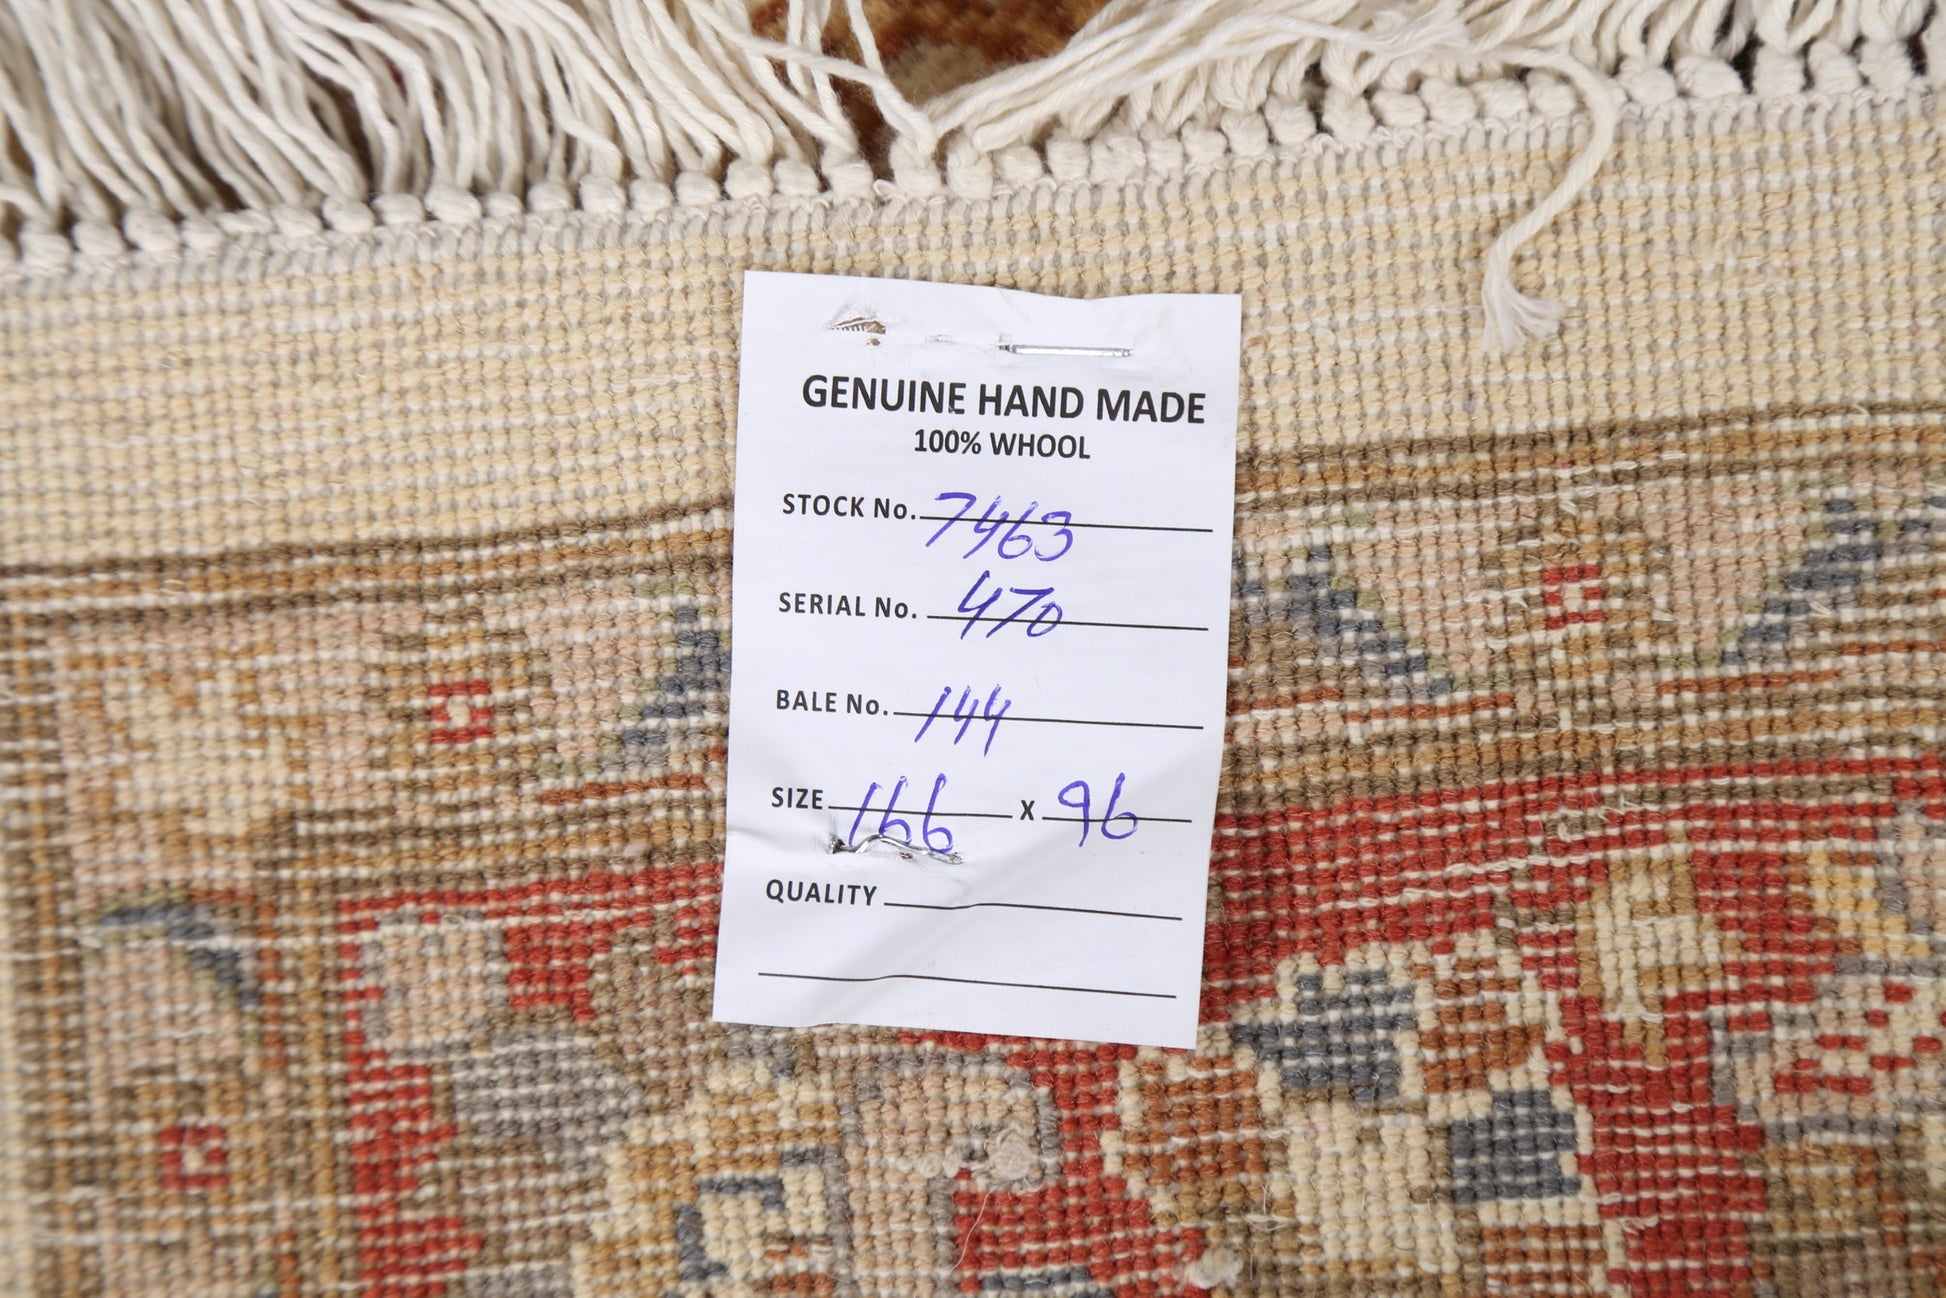 GENUINE HAND MADE
100% WHOOL
STOCK No. 7463
SERIAL No. 470
BALE No. 144
SIZE 166 x 96
QUALITY